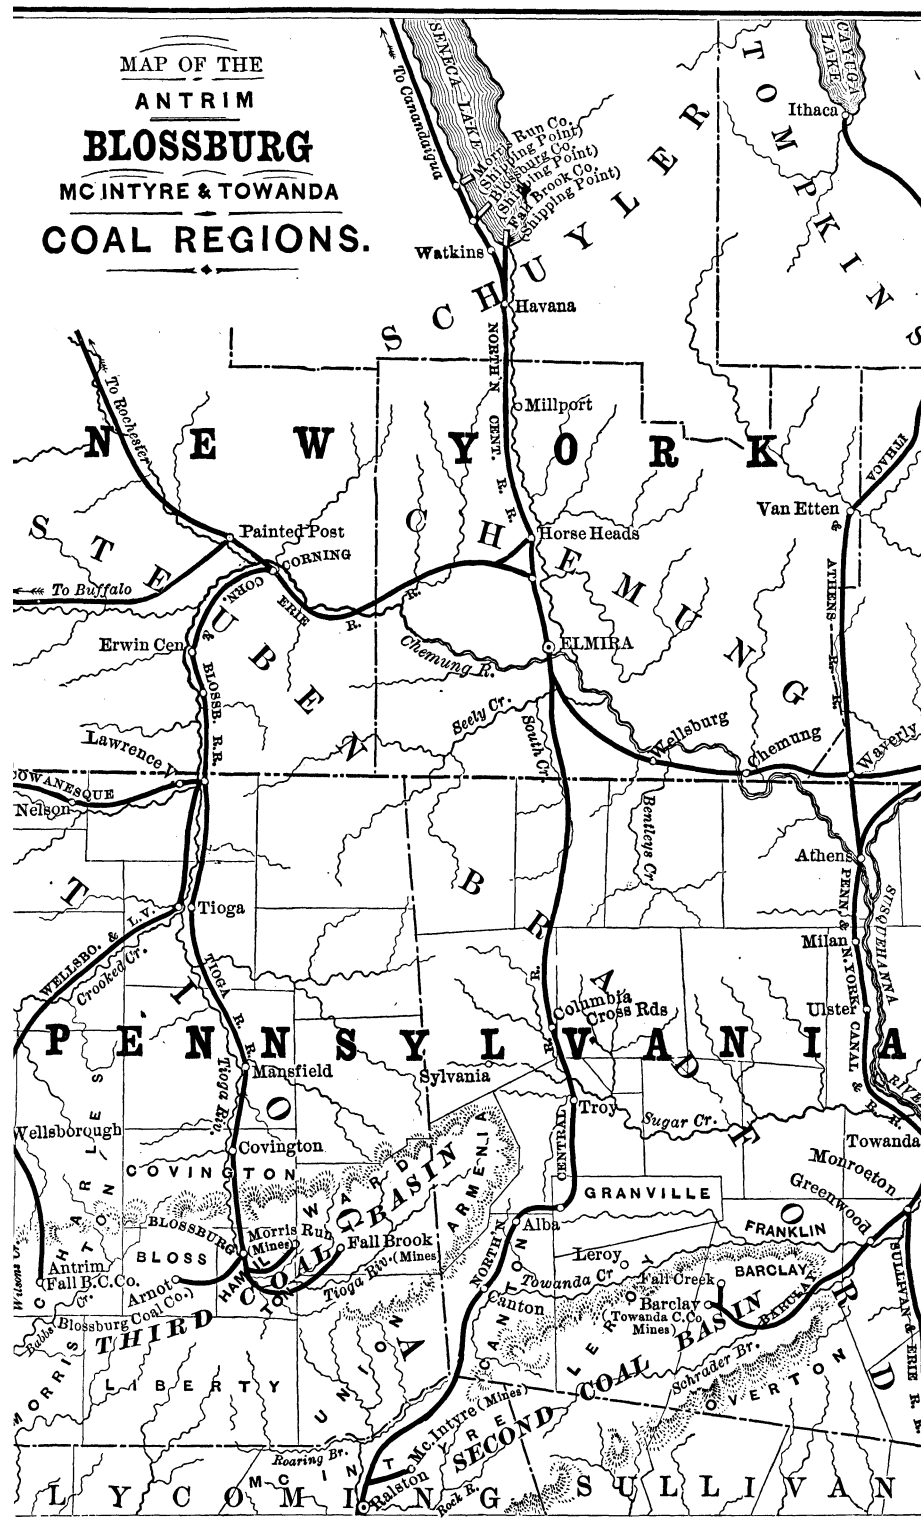 MAP OF THE
ANTRIM
BLOSSBURG
MC INTYRE & TOWANDA
COAL REGIONS.
To Canandaigua
SENECA LAKE
CAYUGA LAKE
Ithaca
Morris Run Co.
(Shipping Point)
Blossburg Co.
(Shipping Point)
Fall Brook Co.
(Shipping Point)
Watkins
Havana
SCHUYLER
TOMPKINS
NORTH'N CENT. R. R.
Millport
To Rochester
NEW YORK
ITHACA & ATHENS R. R.
Van Etten
Painted Post
Horse Heads
CORNING
To Buffalo
ERIE R. R.
STEUBEN
CHEMUNG
Erwin Cen
CORN. & BLOSSB. R.R.
Chemung R.
ELMIRA
Seely Cr.
South Cr.
Wellsburg
Chemung
Waverly
Lawrence V
COWANESQUE
Nelson
Bentleys Cr
Athens
Tioga
WELLSBO. & L.V.
Crooked Cr.
TIOGA R. R.
PENN. & N. YORK CANAL & R. R.
SUSQUEHANNA RIVER
Milan
Ulster
Columbia Cross Rds
PENNSYLVANIA
TIOGA
BRADFORD
Mansfield
Sylvania
Tioga Riv.
Troy
Sugar Cr.
Towanda
Wellsborough
Covington
COVINGTON
CHARLESTON
WARD
ARMENIA
NORTH'N CENTRAL R.
GRANVILLE
Monroeton
Greenwood
Alba
FRANKLIN
BLOSSBURG
BLOSS
Morris Run
(Mines)
Fall Brook
(Mines
Tioga Riv.
HAMILTON
Antrim
Fall B.C.Co.
Wilsons
Arnot
(Blossburg Coal Co.)
Babbs Cr.
THIRD COAL BASIN
Leroy
Towanda Cr
Fall Creek
BARCLAY
Barclay
(Towanda C.Co.
Mines)
BARCLAY
SULLIVAN & ERIE R. R.
Canton
CANTON
LEROY
Schrader Br.
OVERTON
SECOND COAL BASIN
MORRIS
LIBERTY
UNION
Roaring Br.
Mc. Intyre (Mines)
MC INTYRE
Ralston
Rock R.
LYCOMING
SULLIVAN